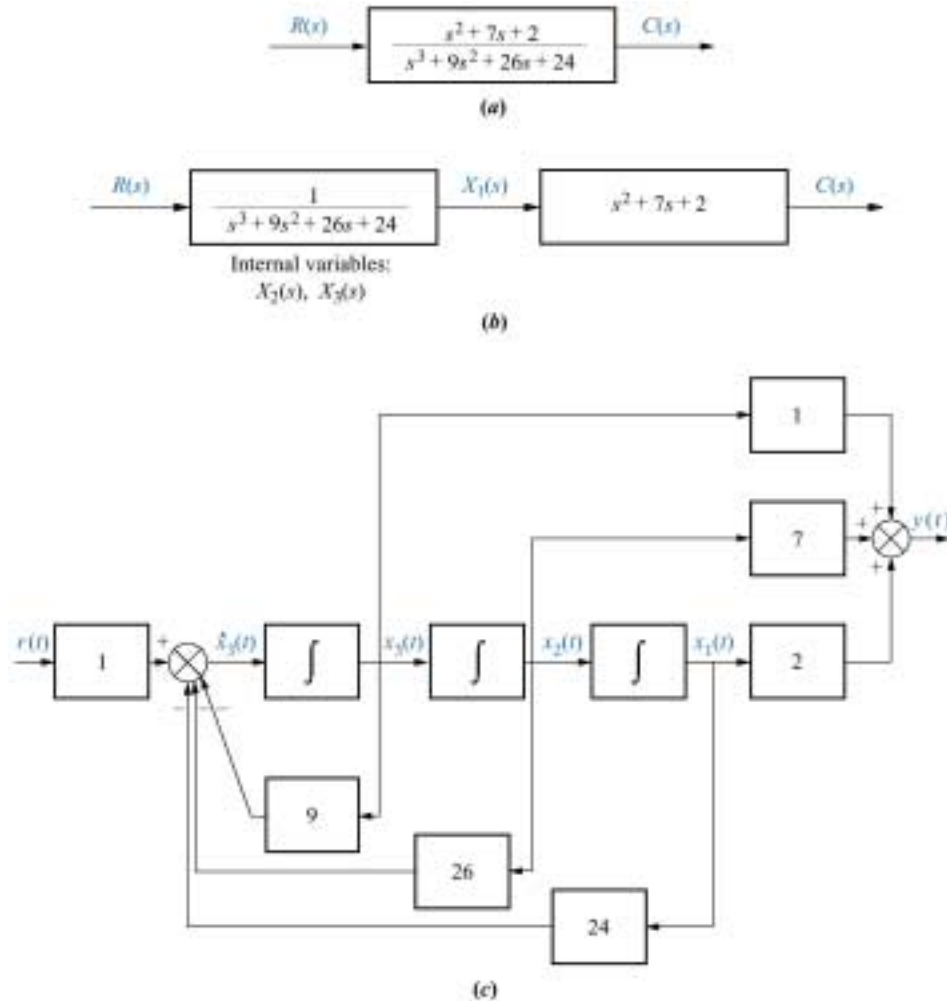 R(s)
s² + 7s + 2
s³ + 9s² + 26s + 24
C(s)
(a)
R(s)
1
s³ + 9s² + 26s + 24
X₁(s)
s² + 7s + 2
C(s)
Internal variables:
X₂(s), X₃(s)
(b)
1
7
+
+
+
y(t)
r(t)
1
+
ẋ₃(t)
∫
x₃(t)
∫
x₂(t)
∫
x₁(t)
2
− − −
9
26
24
(c)